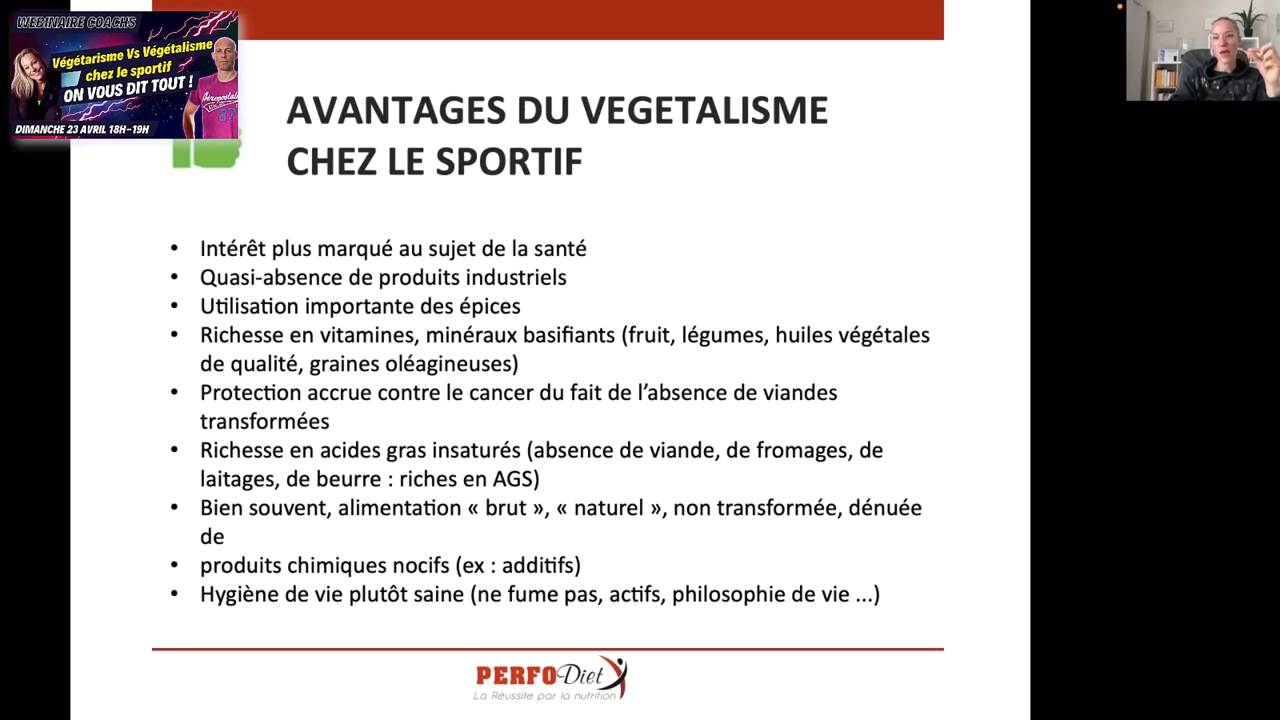 WEBINAIRE COACHS
Végétarisme Vs Végétalisme
chez le sportif
ON VOUS DIT TOUT !
Aéropostale
87
DIMANCHE 23 AVRIL 18H-19H
AVANTAGES DU VEGETALISME
CHEZ LE SPORTIF
• Intérêt plus marqué au sujet de la santé
• Quasi-absence de produits industriels
• Utilisation importante des épices
• Richesse en vitamines, minéraux basifiants (fruit, légumes, huiles végétales
de qualité, graines oléagineuses)
• Protection accrue contre le cancer du fait de l’absence de viandes
transformées
• Richesse en acides gras insaturés (absence de viande, de fromages, de
laitages, de beurre : riches en AGS)
• Bien souvent, alimentation « brut », « naturel », non transformée, dénuée
de
• produits chimiques nocifs (ex : additifs)
• Hygiène de vie plutôt saine (ne fume pas, actifs, philosophie de vie ...)
PERFODiet
La Réussite par la nutrition